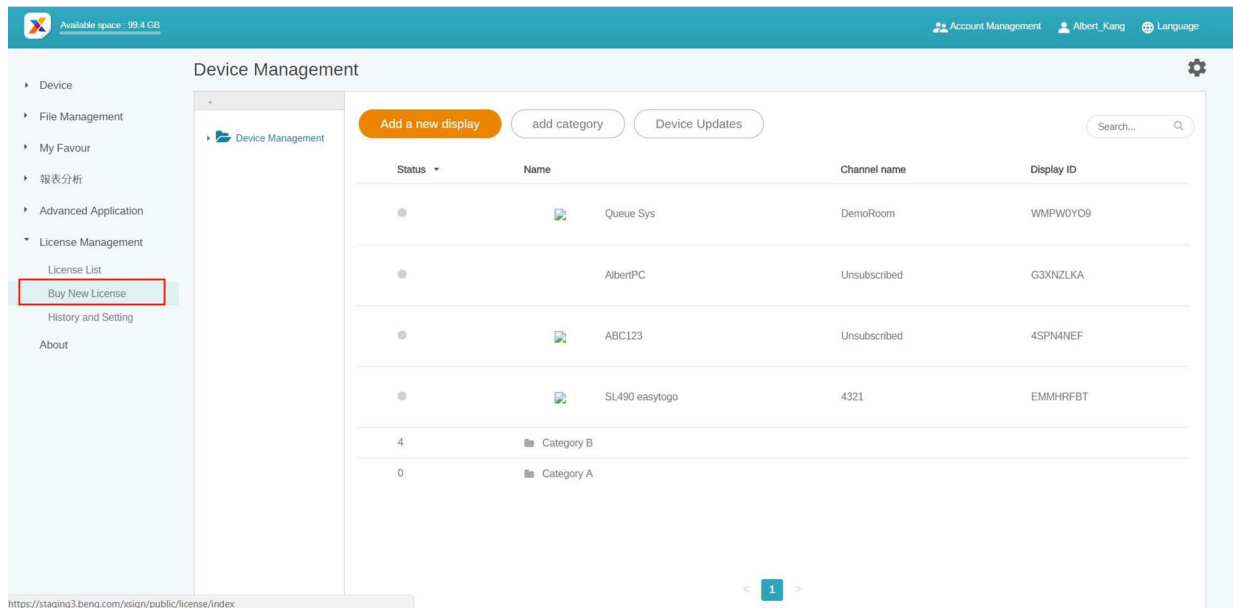 Available space : 99.4 GB
Account Management Albert_Kang Language
Device
File Management
My Favour
報表分析
Advanced Application
License Management
License List
Buy New License
History and Setting
About
Device Management
Device Management
Add a new display add category Device Updates Search...
Status Name Channel name Display ID
Queue Sys DemoRoom WMPW0YO9
AlbertPC Unsubscribed G3XNZLKA
ABC123 Unsubscribed 4SPN4NEF
SL490 easytogo 4321 EMMHRFBT
4 Category B
0 Category A
< 1 >
https://staging3.benq.com/xsign/public/license/index